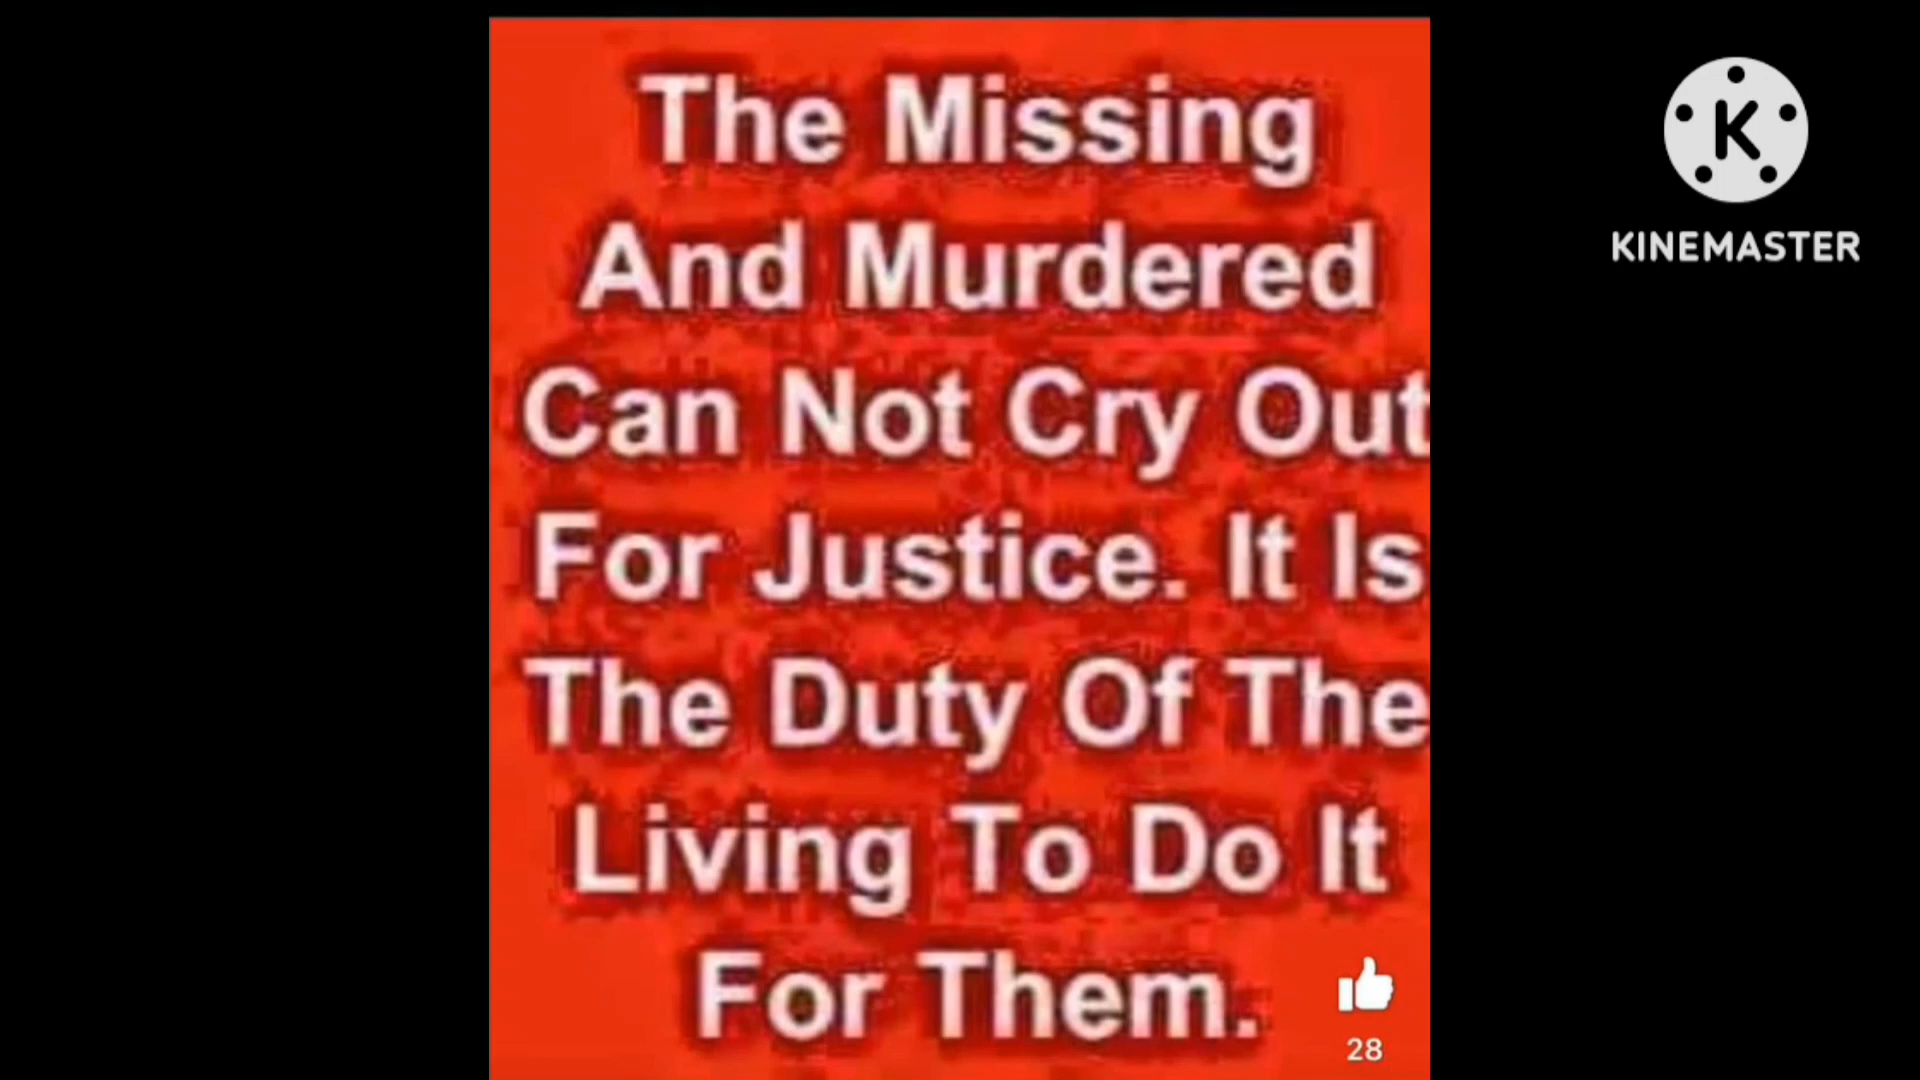 The Missing
And Murdered
Can Not Cry Out
For Justice. It Is
The Duty Of The
Living To Do It
For Them.
28
K
KINEMASTER